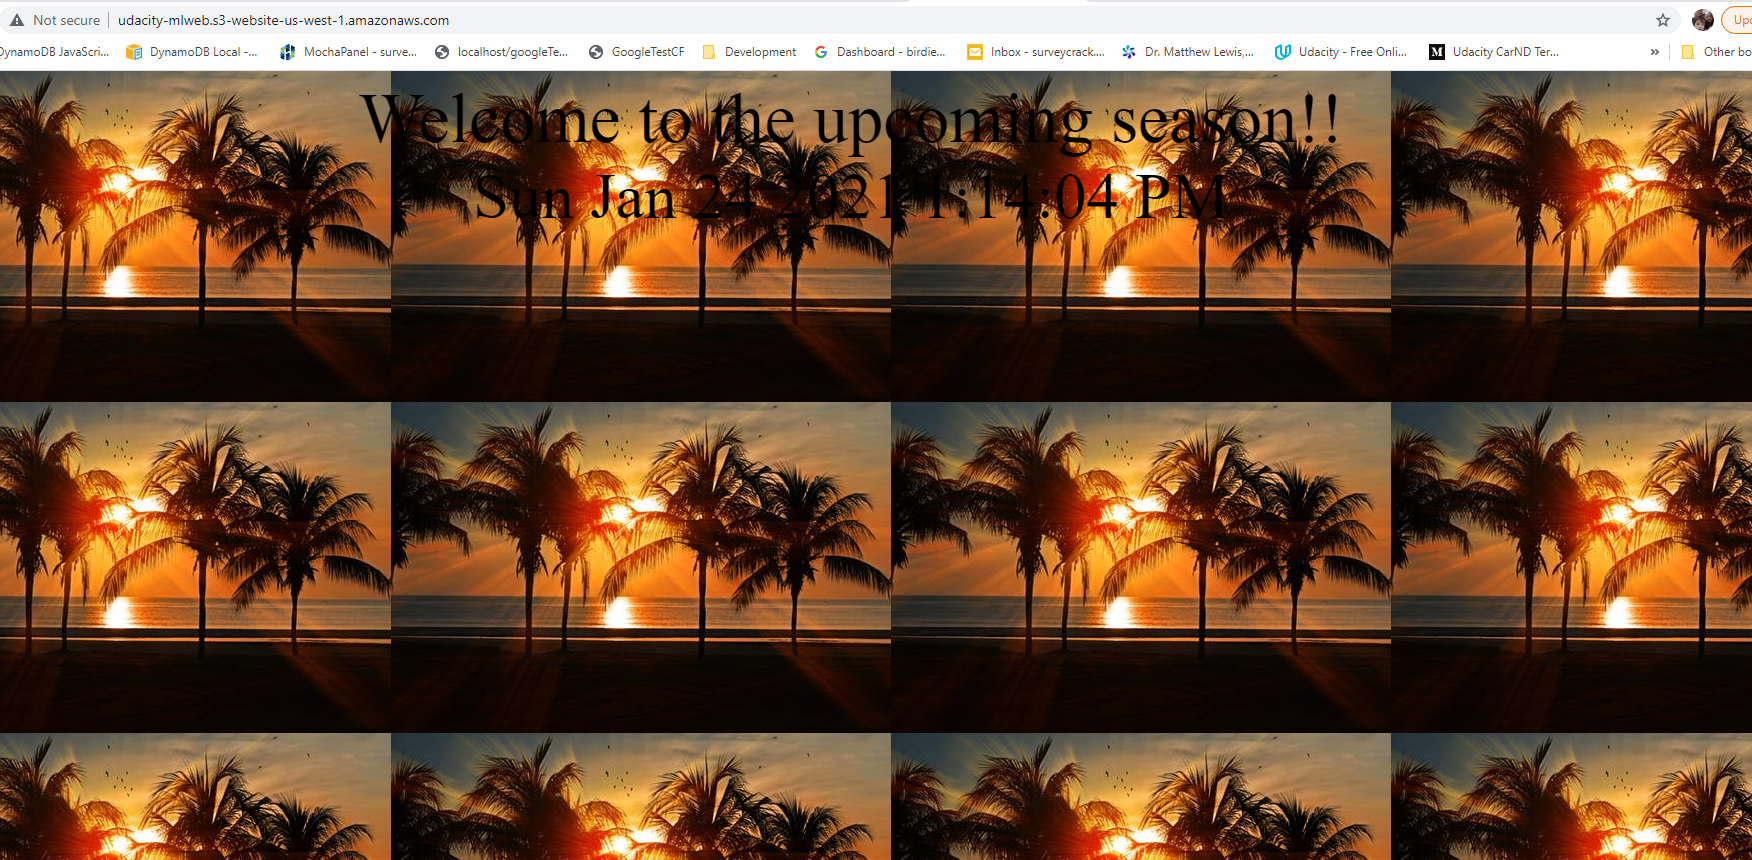 Not secure udacity-mlweb.s3-website-us-west-1.amazonaws.com
DynamoDB JavaScri... DynamoDB Local -... MochaPanel - surve... localhost/googleTe... GoogleTestCF Development Dashboard - birdie... Inbox - surveycrack.... Dr. Matthew Lewis,... Udacity - Free Onli... Udacity CarND Ter... » Other bo
Welcome to the upcoming season!!
Sun Jan 24 2021 1:14:04 PM